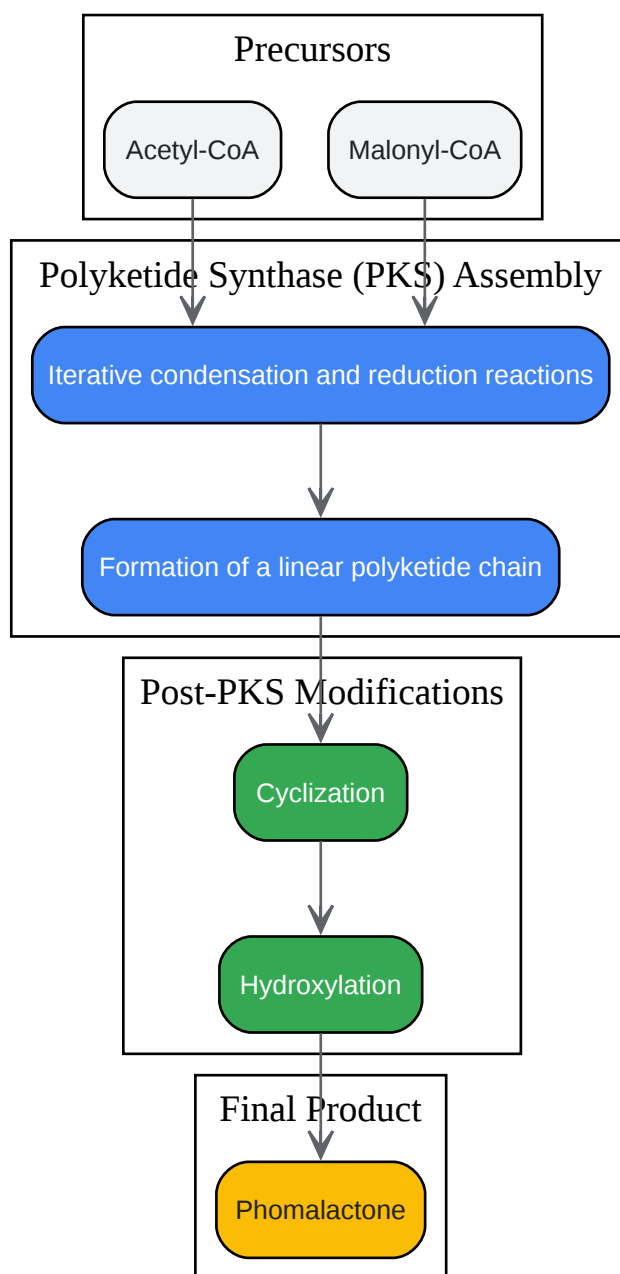 Precursors
Acetyl-CoA
Malonyl-CoA
Polyketide Synthase (PKS) Assembly
Iterative condensation and reduction reactions
Formation of a linear polyketide chain
Post-PKS Modifications
Cyclization
Hydroxylation
Final Product
Phomalactone